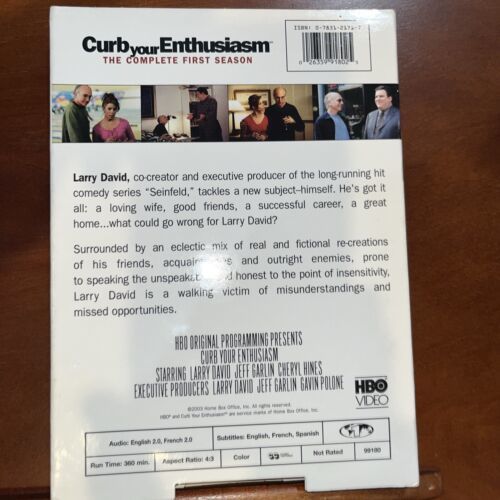 ISBN: 0-7831-2171-7
Curb your Enthusiasm
THE COMPLETE FIRST SEASON
0 26359 91802 5
Larry David, co-creator and executive producer of the long-running hit
comedy series "Seinfeld," tackles a new subject–himself. He's got it
all: a loving wife, good friends, a successful career, a great
home...what could go wrong for Larry David?
Surrounded by an eclectic mix of real and fictional re-creations
of his friends, and outright enemies, prone
to speaking the honest to the point of insensitivity,
Larry David is a walking victim of misunderstandings and
missed opportunities.
HBO ORIGINAL PROGRAMMING PRESENTS
CURB YOUR ENTHUSIASM
STARRING LARRY DAVID JEFF GARLIN CHERYL HINES
EXECUTIVE PRODUCERS LARRY DAVID JEFF GARLIN GAVIN POLONE
HBO
VIDEO
©2003 Home Box Office, Inc. All rights reserved.
HBO® and Curb Your Enthusiasm ℠ are service marks of Home Box Office, Inc.
Audio: English 2.0, French 2.0
Subtitles: English, French, Spanish
Run Time: 360 min.
Aspect Ratio: 4:3
Color
Not Rated
99180